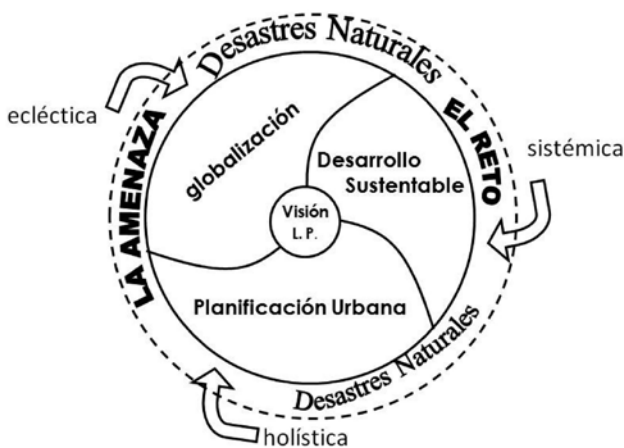 Desastres Naturales
ecléctica
LA AMENAZA
globalización
EL RETO
sistémica
Desarrollo
Sustentable
Visión
L. P.
Planificación Urbana
Desastres Naturales
holística